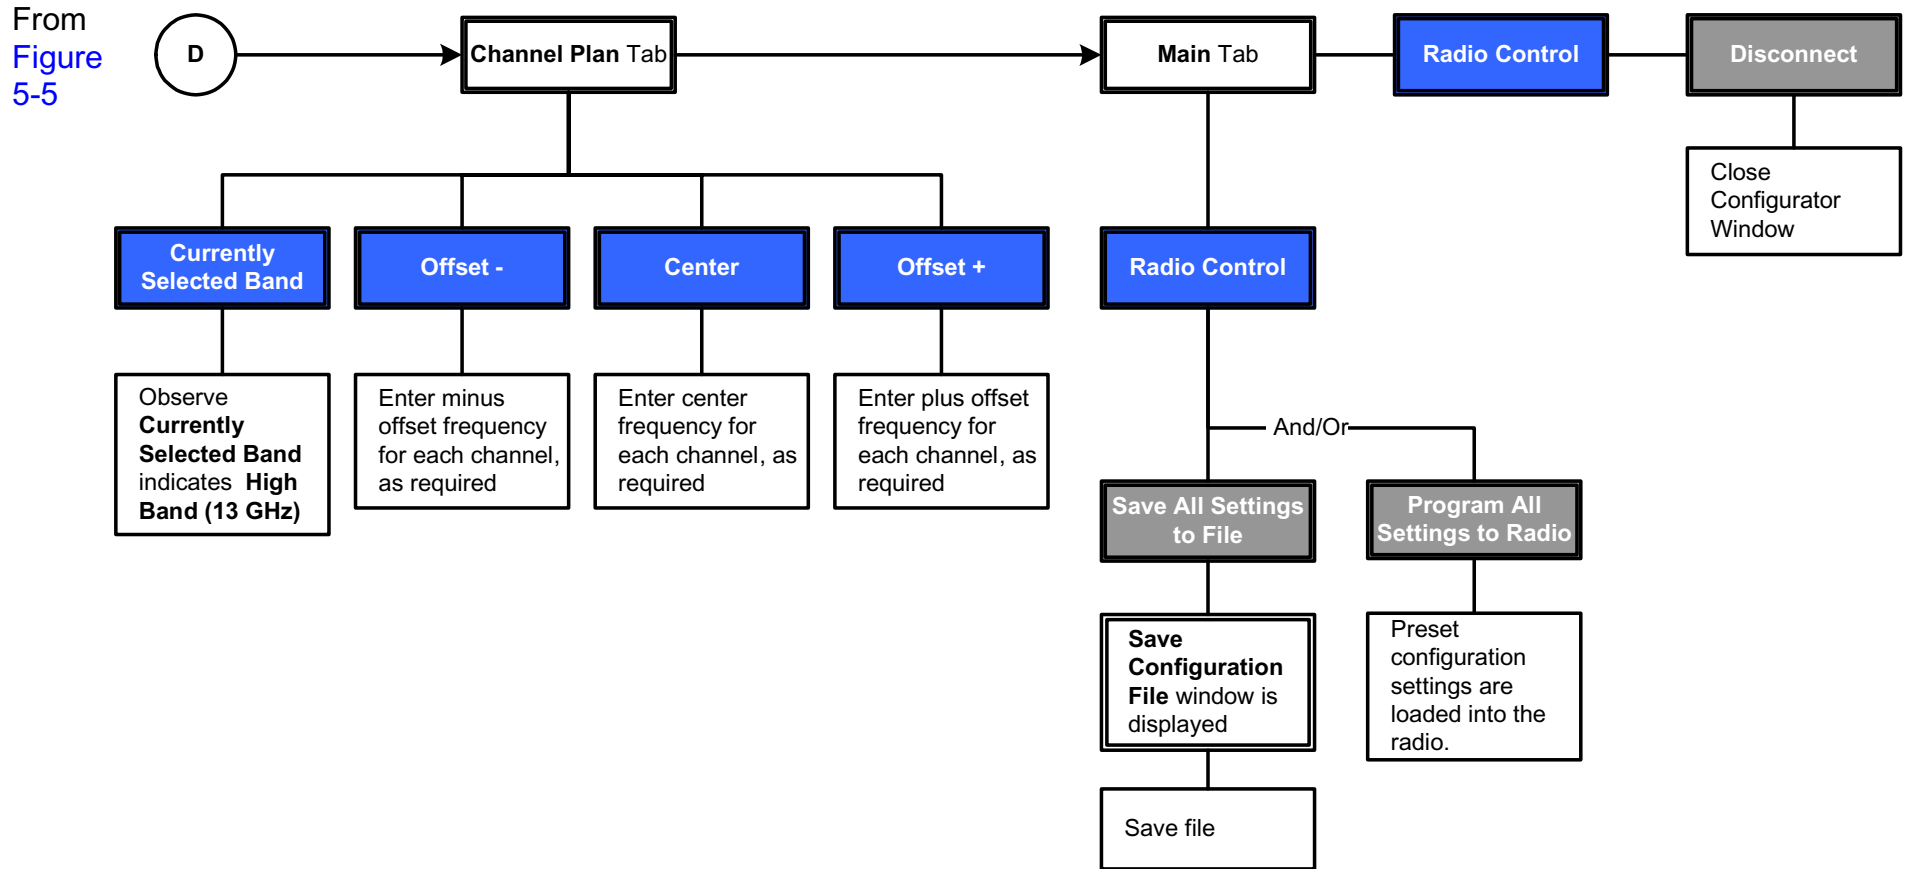 From
Figure
5-5
D
Channel Plan Tab
Main Tab
Radio Control
Disconnect
Close
Configurator
Window
Currently
Selected Band
Offset -
Center
Offset +
Radio Control
Observe
Currently
Selected Band
indicates High
Band (13 GHz)
Enter minus
offset frequency
for each channel,
as required
Enter center
frequency for
each channel, as
required
Enter plus offset
frequency for
each channel, as
required
And/Or
Save All Settings
to File
Program All
Settings to Radio
Save
Configuration
File window is
displayed
Preset
configuration
settings are
loaded into the
radio.
Save file